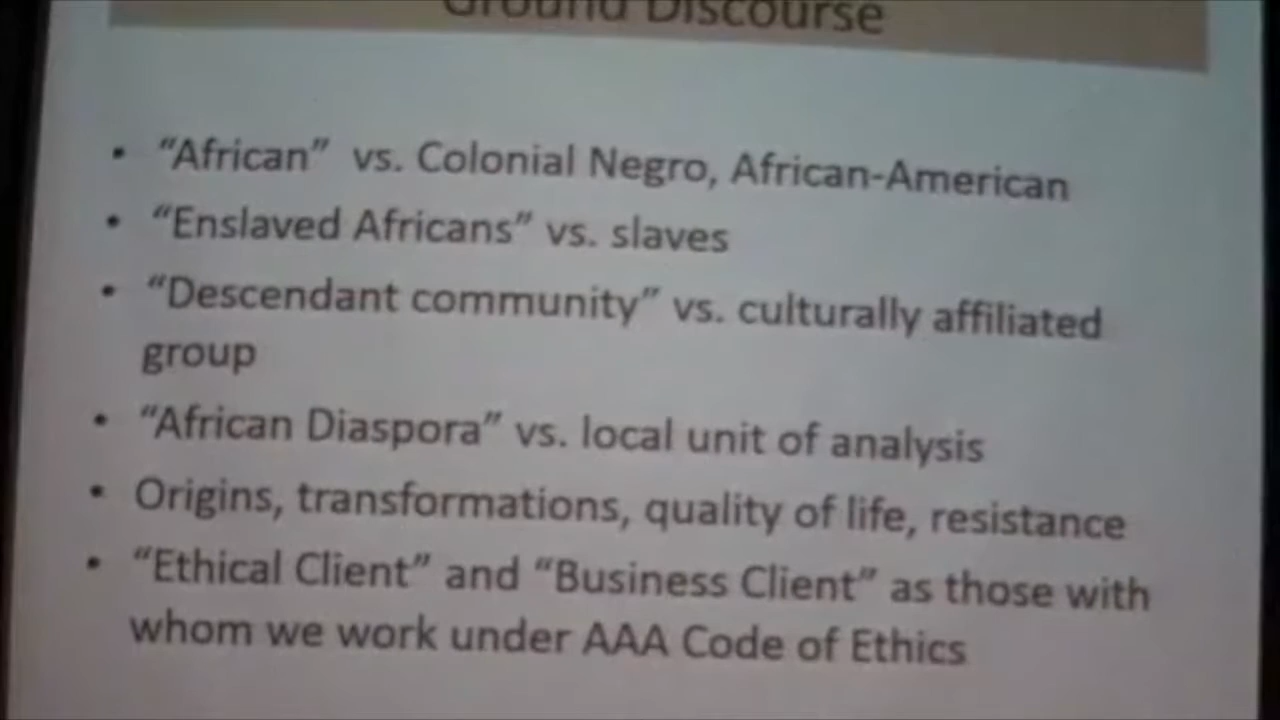 Ground Discourse
• “African” vs. Colonial Negro, African-American
• “Enslaved Africans” vs. slaves
• “Descendant community” vs. culturally affiliated
group
• “African Diaspora” vs. local unit of analysis
• Origins, transformations, quality of life, resistance
• “Ethical Client” and “Business Client” as those with
whom we work under AAA Code of Ethics